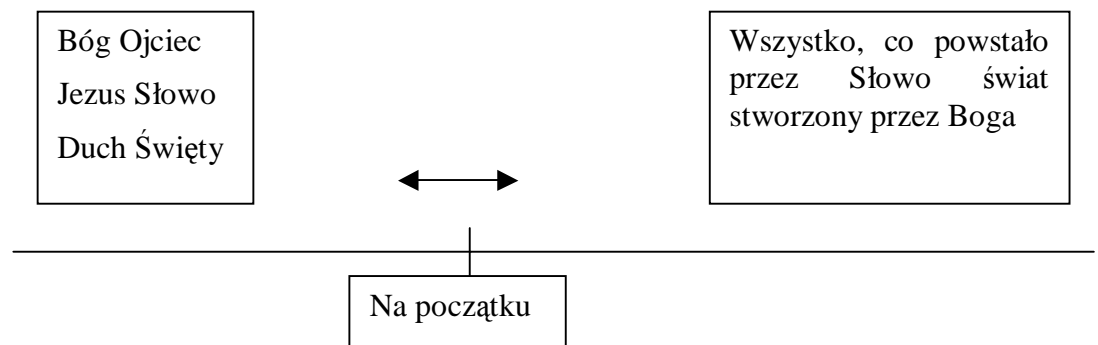 Bóg Ojciec
Jezus Słowo
Duch Święty
Wszystko, co powstało
przez Słowo świat
stworzony przez Boga
Na początku